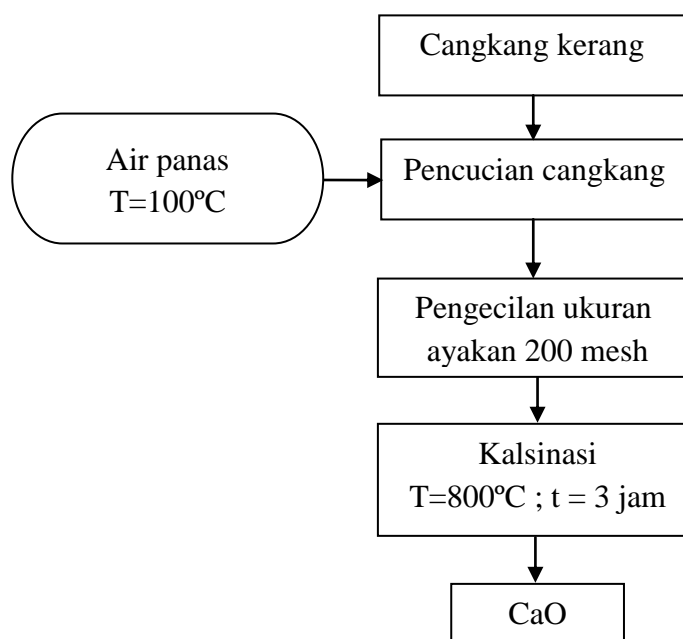 Cangkang kerang
Air panas
T=100ºC
Pencucian cangkang
Pengecilan ukuran
ayakan 200 mesh
Kalsinasi
T=800ºC ; t = 3 jam
CaO